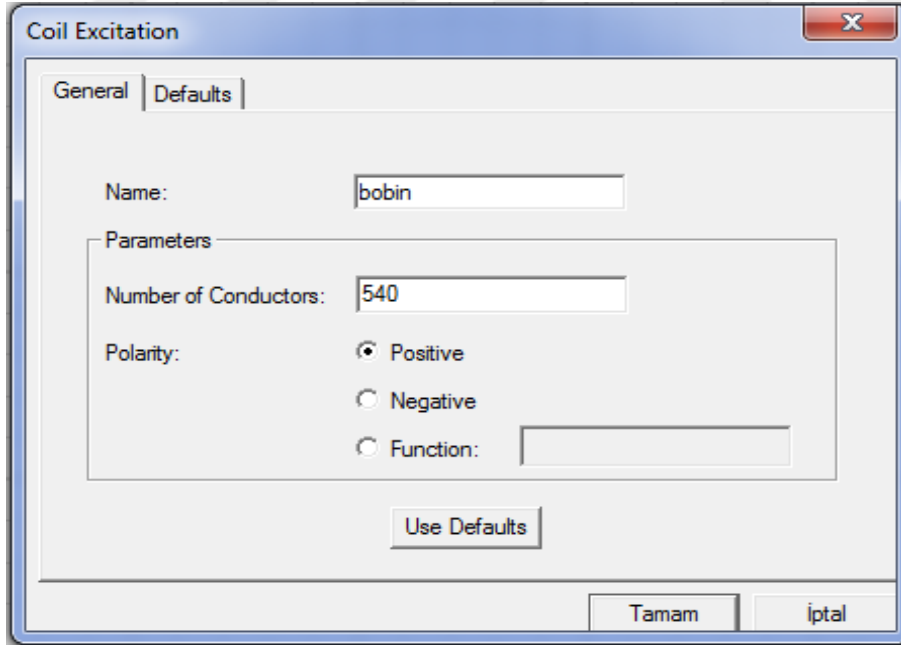 Coil Excitation
General Defaults
Name: bobin
Parameters
Number of Conductors: 540
Polarity: Positive
Negative
Function:
Use Defaults
Tamam İptal